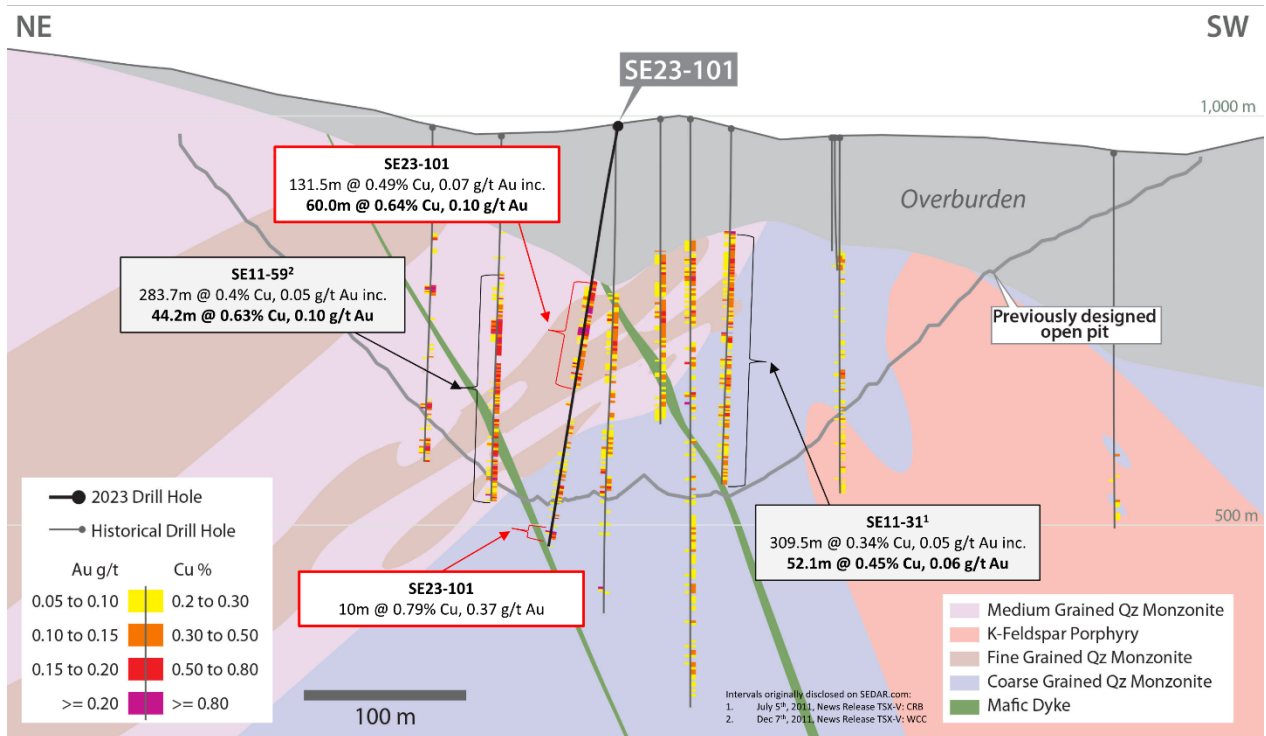 NE
SW
SE23-101
1,000 m
SE23-101
131.5m @ 0.49% Cu, 0.07 g/t Au inc.
60.0m @ 0.64% Cu, 0.10 g/t Au
Overburden
SE11-59²
283.7m @ 0.4% Cu, 0.05 g/t Au inc.
44.2m @ 0.63% Cu, 0.10 g/t Au
Previously designed
open pit
2023 Drill Hole
Historical Drill Hole
Au g/t Cu %
0.05 to 0.10 0.2 to 0.30
0.10 to 0.15 0.30 to 0.50
0.15 to 0.20 0.50 to 0.80
>= 0.20 >= 0.80
SE11-31¹
309.5m @ 0.34% Cu, 0.05 g/t Au inc.
52.1m @ 0.45% Cu, 0.06 g/t Au
500 m
SE23-101
10m @ 0.79% Cu, 0.37 g/t Au
100 m
Intervals originally disclosed on SEDAR.com:
1. July 5th, 2011, News Release TSX-V: CRB
2. Dec 7th, 2011, News Release TSX-V: WCC
Medium Grained Qz Monzonite
K-Feldspar Porphyry
Fine Grained Qz Monzonite
Coarse Grained Qz Monzonite
Mafic Dyke